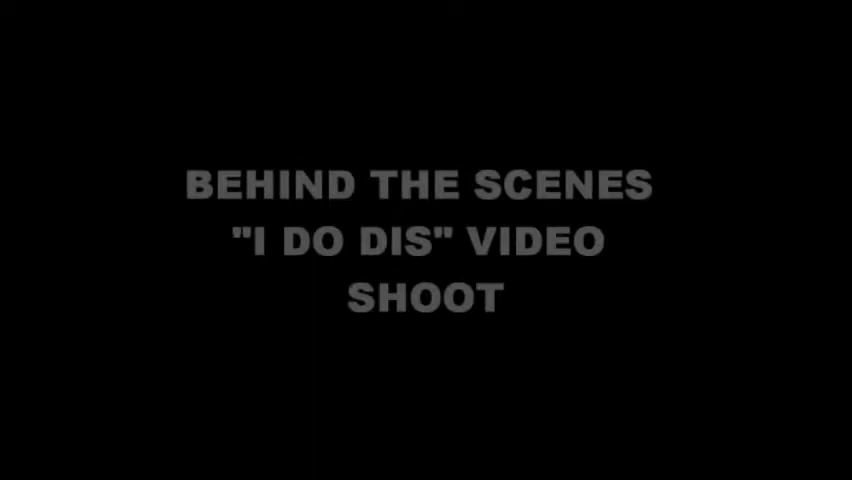 BEHIND THE SCENES
"I DO DIS" VIDEO
SHOOT